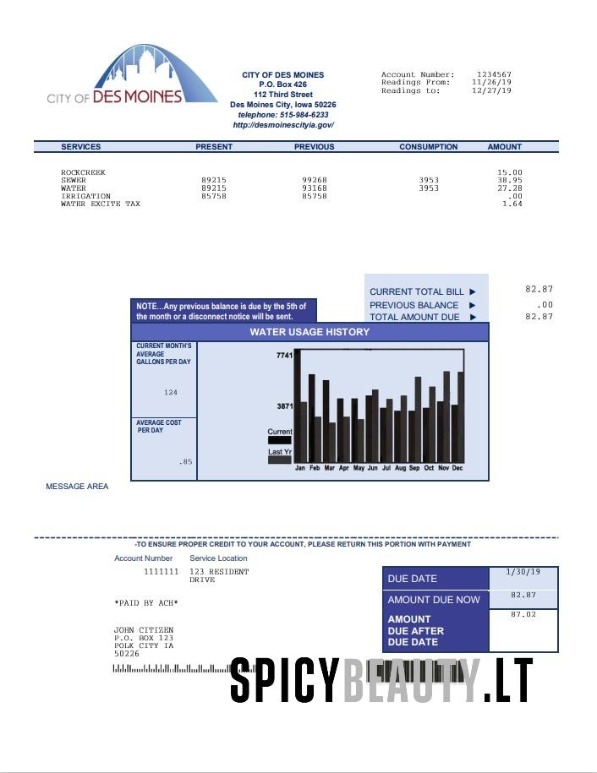 CITY OF DES MOINES
CITY OF DES MOINES
P.O. Box 426
112 Third Street
Des Moines City, Iowa 50226
telephone: 515-984-6233
http://desmoinescityia.gov/
Account Number: 1234567
Readings From: 11/26/19
Readings to: 12/27/19
SERVICES PRESENT PREVIOUS CONSUMPTION AMOUNT
ROCKCREEK 15.00
SEWER 89215 99268 3953 38.95
WATER 89215 93168 3953 27.28
IRRIGATION 85758 85758 .00
WATER EXCITE TAX 1.64
CURRENT TOTAL BILL ► 82.87
PREVIOUS BALANCE ► .00
TOTAL AMOUNT DUE ► 82.87
NOTE...Any previous balance is due by the 5th of
the month or a disconnect notice will be sent.
WATER USAGE HISTORY
CURRENT MONTH'S
AVERAGE
GALLONS PER DAY
124
AVERAGE COST
PER DAY
.85
7741
3871
Current
Last Yr
Jan Feb Mar Apr May Jun Jul Aug Sep Oct Nov Dec
MESSAGE AREA
-TO ENSURE PROPER CREDIT TO YOUR ACCOUNT, PLEASE RETURN THIS PORTION WITH PAYMENT
Account Number Service Location
1111111 123 RESIDENT
DRIVE
*PAID BY ACH*
JOHN CITIZEN
P.O. BOX 123
POLK CITY IA
50226
DUE DATE 1/30/19
AMOUNT DUE NOW 82.87
AMOUNT
DUE AFTER
DUE DATE
87.02
SPICYBEAUTY.LT